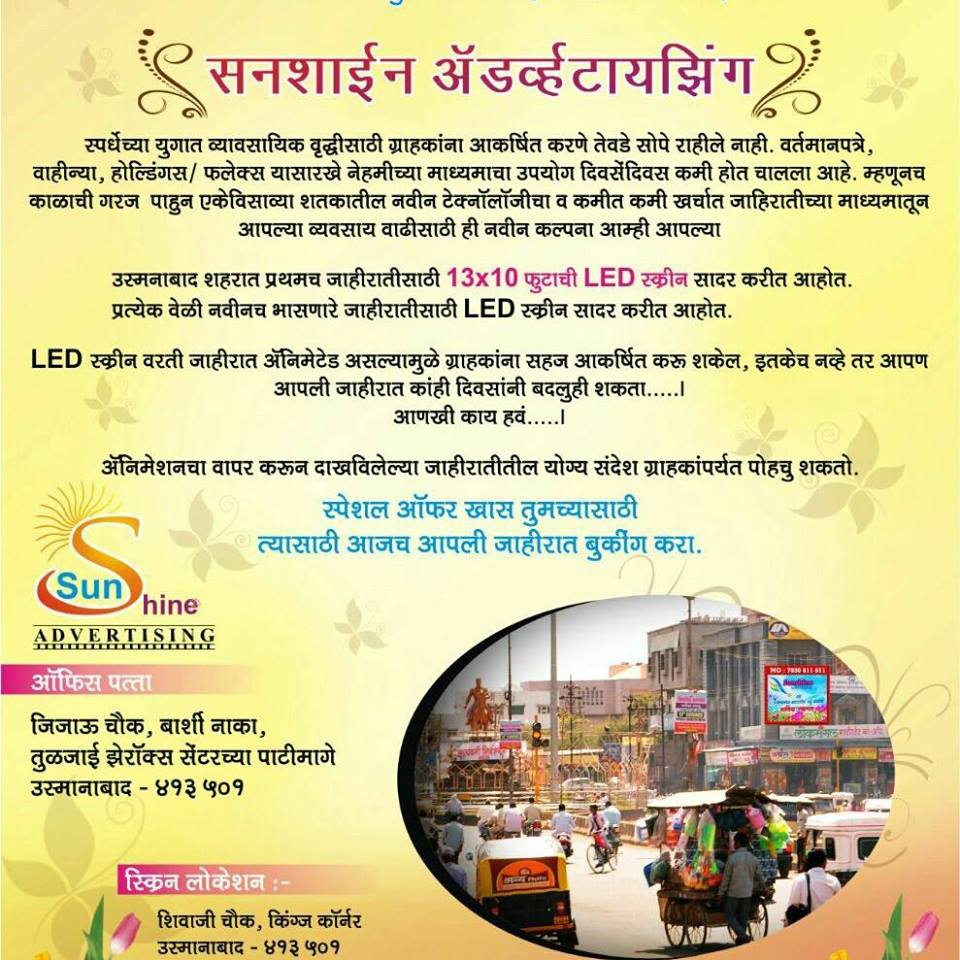 सनशाईन ॲडर्व्हटायझिंग
स्पर्धेच्या युगात व्यावसायिक वृद्धीसाठी ग्राहकांना आकर्षित करणे तेवडे सोपे राहीले नाही. वर्तमानपत्रे,
वाहीन्या, होल्डिंगस/ फलेक्स यासारखे नेहमीच्या माध्यमाचा उपयोग दिवसेंदिवस कमी होत चालला आहे. म्हणूनच
काळाची गरज पाहुन एकेविसाव्या शतकातील नवीन टेक्नॉलॉजीचा व कमीत कमी खर्चात जाहिरातीच्या माध्यमातून
आपल्या व्यवसाय वाढीसाठी ही नवीन कल्पना आम्ही आपल्या
उस्मनाबाद शहरात प्रथमच जाहीरातीसाठी 13x10 फुटाची LED स्क्रीन सादर करीत आहोत.
प्रत्येक वेळी नवीनच भासणारे जाहीरातीसाठी LED स्क्रीन सादर करीत आहोत.
LED स्क्रीन वरती जाहीरात ॲनिमेटेड असल्यामुळे ग्राहकांना सहज आकर्षित करू शकेल, इतकेच नव्हे तर आपण
आपली जाहीरात कांही दिवसांनी बदलुही शकता.....।
आणखी काय हवं.....।
ॲनिमेशनचा वापर करून दाखविलेल्या जाहीरातीतील योग्य संदेश ग्राहकांपर्यत पोहचु शकतो.
स्पेशल ऑफर खास तुमच्यासाठी
त्यासाठी आजच आपली जाहीरात बुकींग करा.
Sun
Shine
ADVERTISING
ऑफिस पत्ता
जिजाऊ चौक, बार्शी नाका,
तुळजाई झेरॉक्स सेंटरच्या पाटीमागे
उस्मानाबाद - ४१३ ५०१
स्क्रिन लोकेशन :-
शिवाजी चौक, किंग्ज कॉर्नर
उस्मानाबाद - ४१३ ५०१